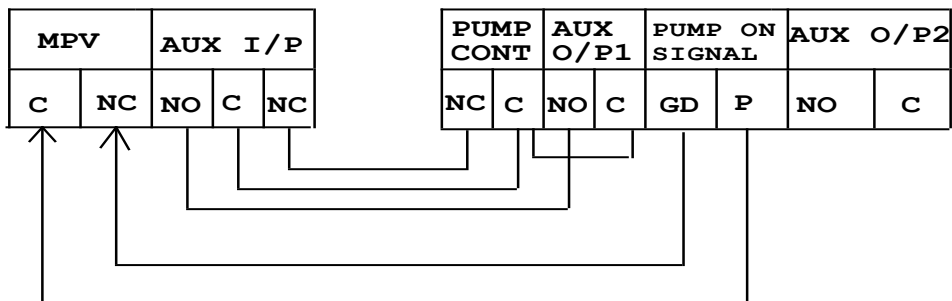 MPV AUX I/P PUMP AUX PUMP ON AUX O/P2
CONT O/P1 SIGNAL
C NC NO C NC NC C NO C GD P NO C